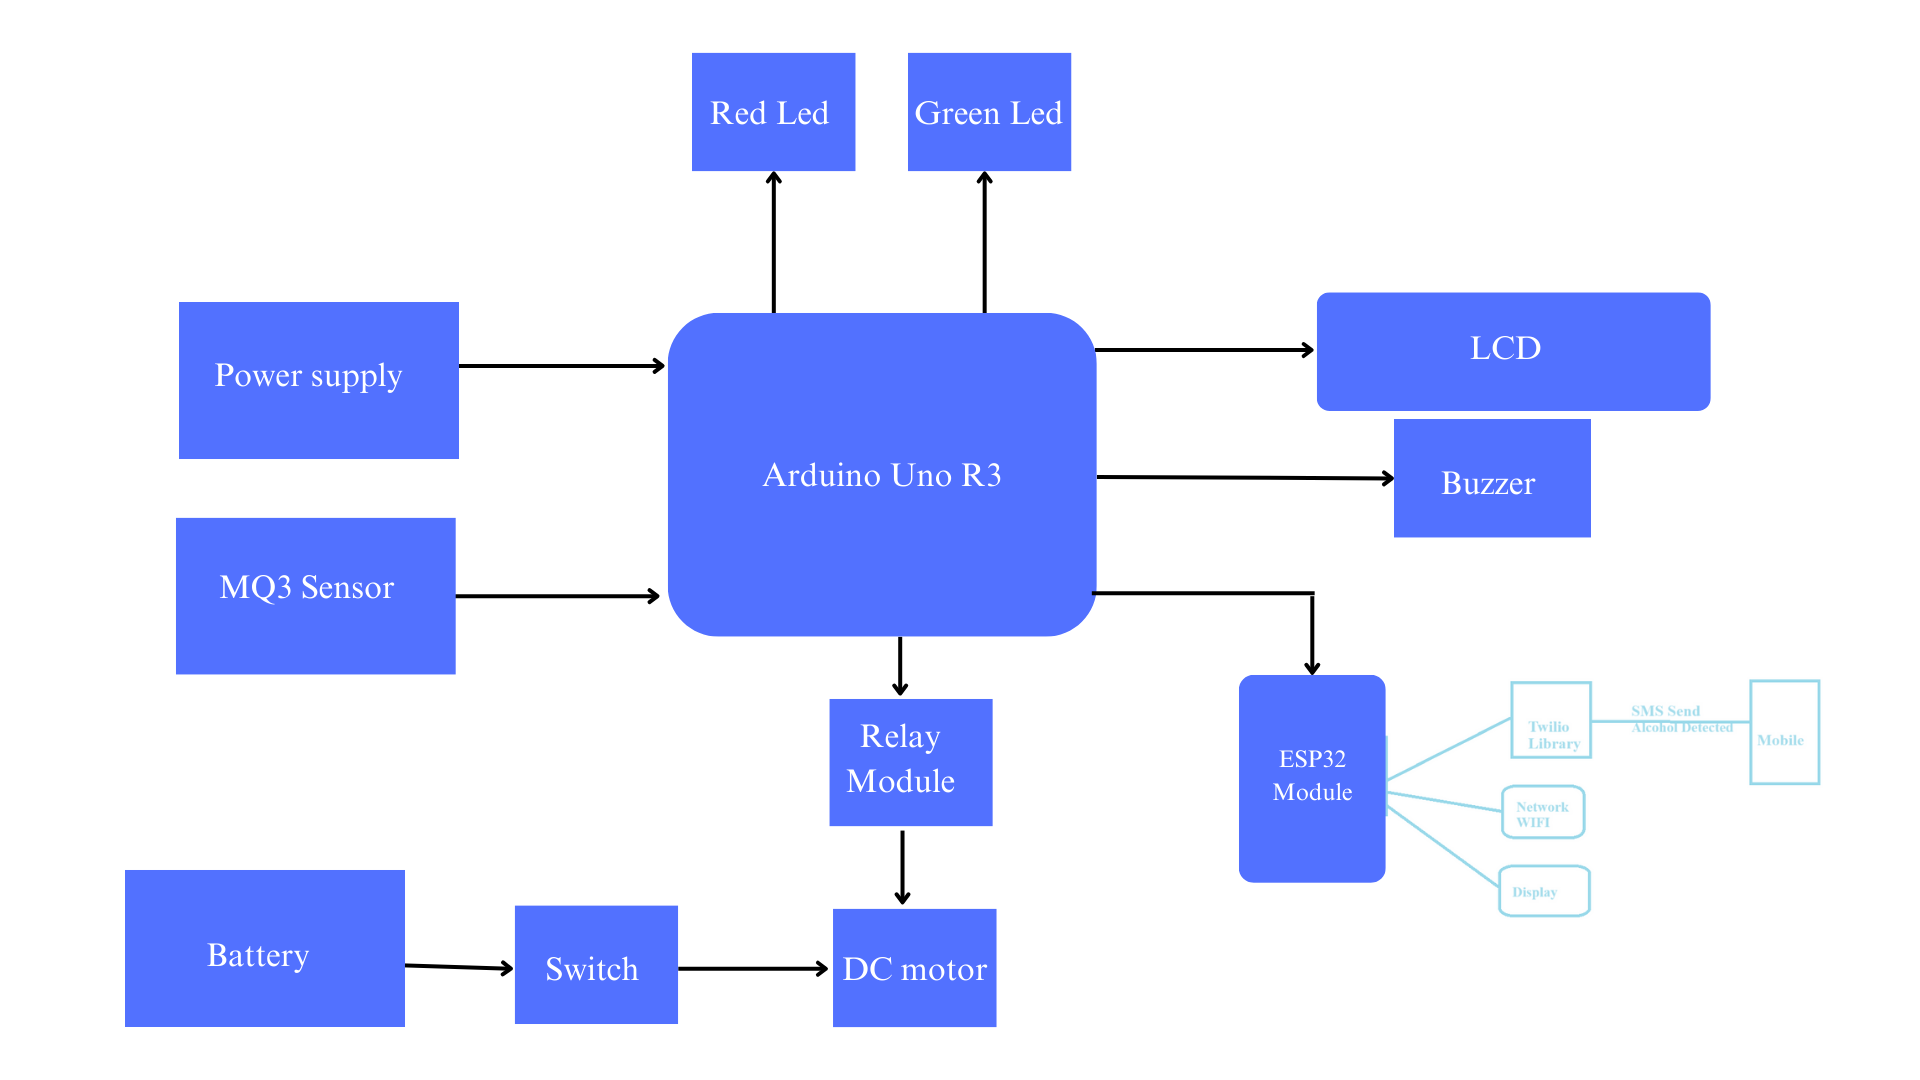 Red Led
Green Led
Power supply
LCD
Arduino Uno R3
Buzzer
MQ3 Sensor
Relay
Module
ESP32
Module
Twilio
Library
SMS Send
Alcohol Detected
Mobile
Network
WIFI
Display
Battery
Switch
DC motor